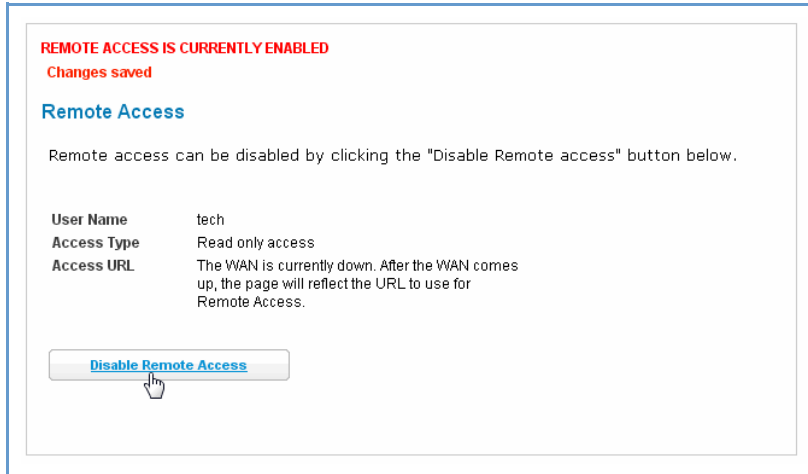 REMOTE ACCESS IS CURRENTLY ENABLED
Changes saved
Remote Access
Remote access can be disabled by clicking the "Disable Remote access" button below.
User Name tech
Access Type Read only access
Access URL The WAN is currently down. After the WAN comes
up, the page will reflect the URL to use for
Remote Access.
Disable Remote Access